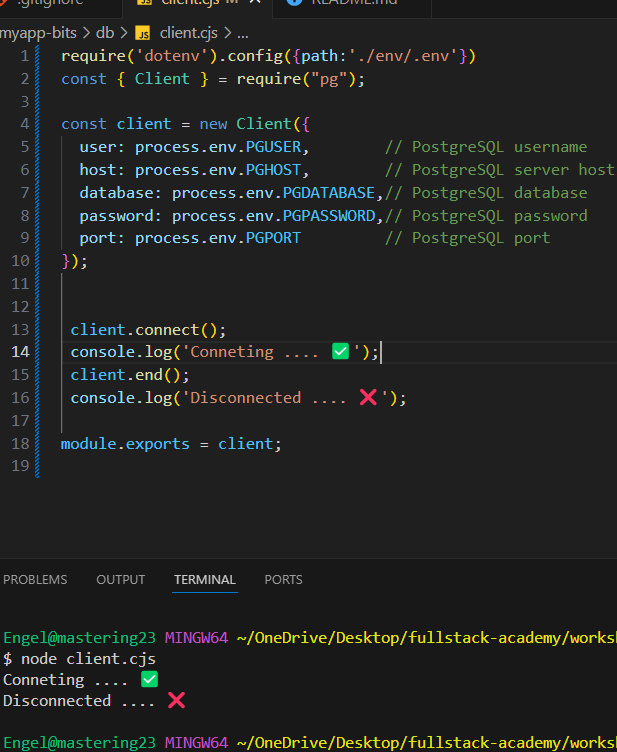 .gitignore client.cjs M README.md
myapp-bits > db > JS client.cjs > ...
1 require('dotenv').config({path:'./env/.env'})
2 const { Client } = require("pg");
3
4 const client = new Client({
5 user: process.env.PGUSER, // PostgreSQL username
6 host: process.env.PGHOST, // PostgreSQL server host
7 database: process.env.PGDATABASE,// PostgreSQL database
8 password: process.env.PGPASSWORD,// PostgreSQL password
9 port: process.env.PGPORT // PostgreSQL port
10 });
11
12
13 client.connect();
14 console.log('Conneting .... ✅');
15 client.end();
16 console.log('Disconnected .... ❌');
17
18 module.exports = client;
19
PROBLEMS OUTPUT TERMINAL PORTS
Engel@mastering23 MINGW64 ~/OneDrive/Desktop/fullstack-academy/worksh
$ node client.cjs
Conneting .... ✅
Disconnected .... ❌
Engel@mastering23 MINGW64 ~/OneDrive/Desktop/fullstack-academy/worksh